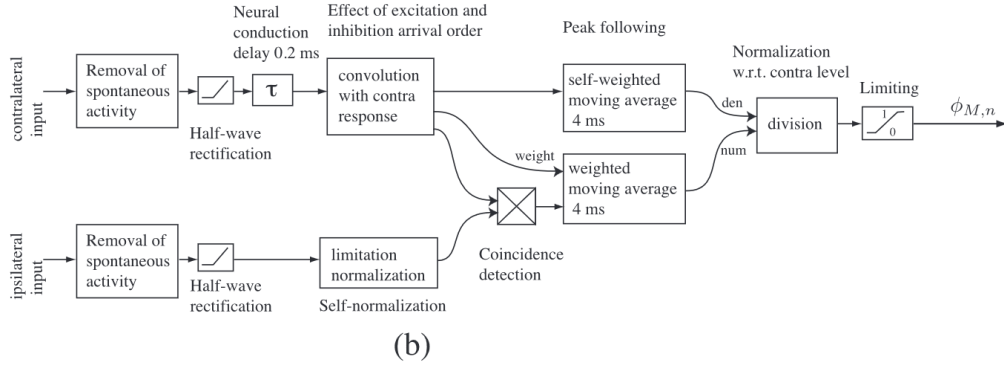 Neural
conduction
delay 0.2 ms
Effect of excitation and
inhibition arrival order
Peak following
Normalization
w.r.t. contra level
Limiting
contralateral
input
Removal of
spontaneous
activity
Half-wave
rectification
τ
convolution
with contra
response
self-weighted
moving average
4 ms
den
division
1
0
ϕM,n
weight
weighted
moving average
4 ms
num
ipsilateral
input
Removal of
spontaneous
activity
Half-wave
rectification
limitation
normalization
Self-normalization
Coincidence
detection
(b)